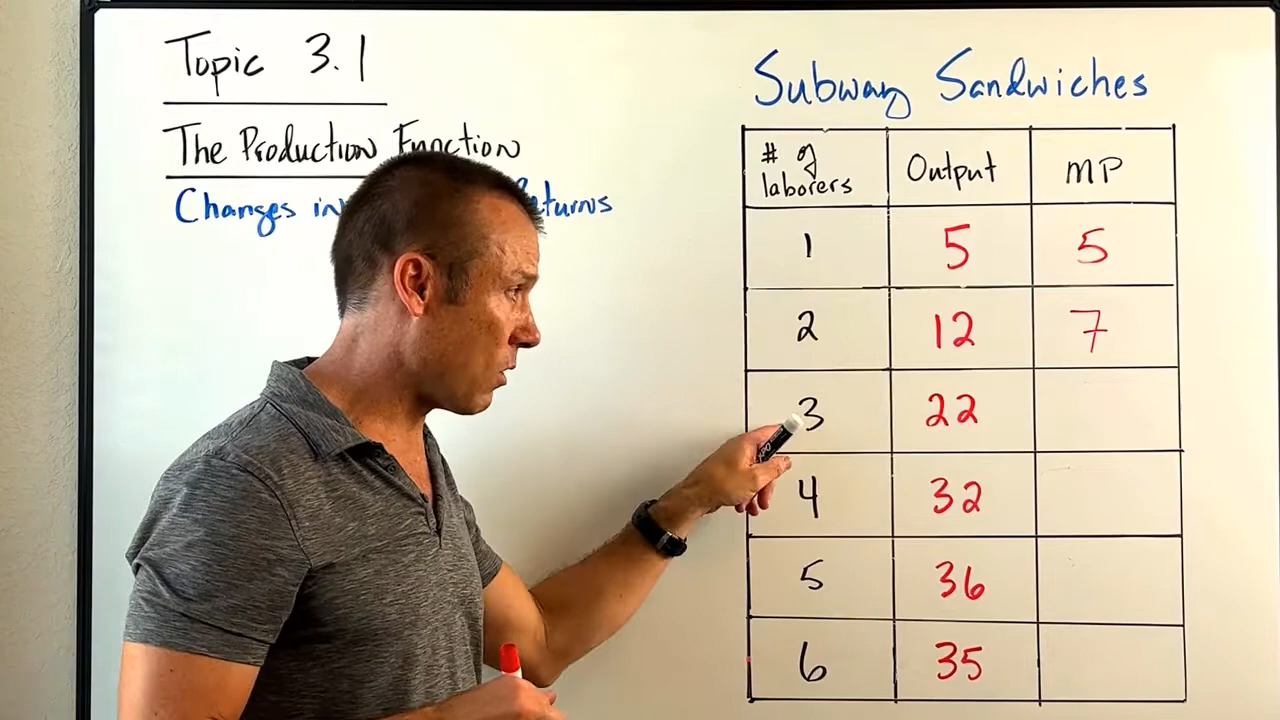 Topic 3.1
The Production Function
Changes in
Subway Sandwiches
# of laborers Output MP
1 5 5
2 12 7
3 22
4 32
5 36
6 35